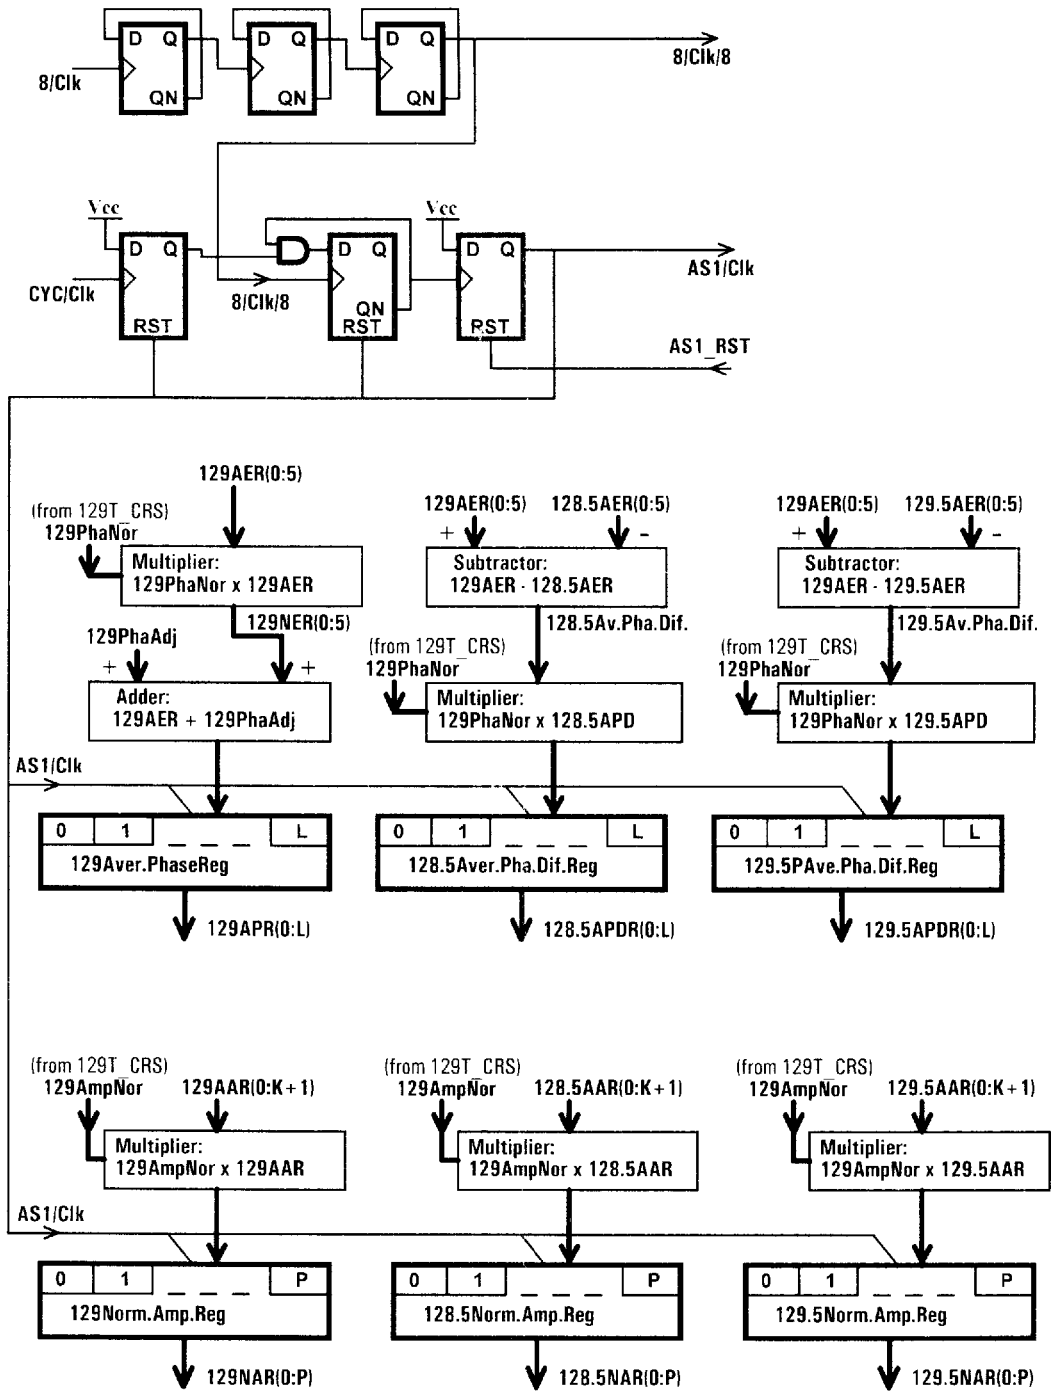 D Q
D Q
D Q
8/Clk
QN
QN
QN
8/Clk/8
Vcc
Vcc
D Q
D Q
D Q
CYC/Clk
8/Clk/8
QN
AS1/Clk
RST
RST
RST
AS1_RST
129AER(0:5)
(from 129T_CRS)
129PhaNor
Multiplier:
129PhaNor x 129AER
129NER(0:5)
129PhaAdj
+ +
Adder:
129AER + 129PhaAdj
129AER(0:5) 128.5AER(0:5)
+ -
Subtractor:
129AER - 128.5AER
128.5Av.Pha.Dif.
(from 129T_CRS)
129PhaNor
Multiplier:
129PhaNor x 128.5APD
129AER(0:5) 129.5AER(0:5)
+ -
Subtractor:
129AER - 129.5AER
129.5Av.Pha.Dif.
(from 129T_CRS)
129PhaNor
Multiplier:
129PhaNor x 129.5APD
AS1/Clk
0 1 L
129Aver.PhaseReg
129APR(0:L)
0 1 L
128.5Aver.Pha.Dif.Reg
128.5APDR(0:L)
0 1 L
129.5PAve.Pha.Dif.Reg
129.5APDR(0:L)
(from 129T_CRS)
129AmpNor 129AAR(0:K+1)
Multiplier:
129AmpNor x 129AAR
(from 129T_CRS)
129AmpNor 128.5AAR(0:K+1)
Multiplier:
129AmpNor x 128.5AAR
(from 129T_CRS)
129AmpNor 129.5AAR(0:K+1)
Multiplier:
129AmpNor x 129.5AAR
AS1/Clk
0 1 P
129Norm.Amp.Reg
129NAR(0:P)
0 1 P
128.5Norm.Amp.Reg
128.5NAR(0:P)
0 1 P
129.5Norm.Amp.Reg
129.5NAR(0:P)